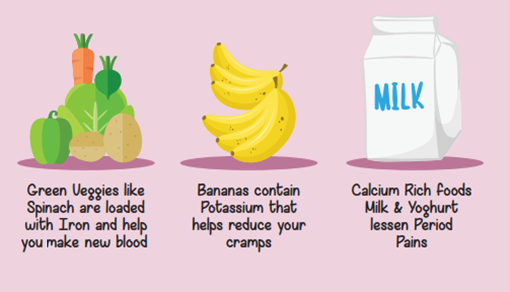 MILK
Green Veggies like
Spinach are loaded
with Iron and help
you make new blood
Bananas contain
Potassium that
helps reduce your
cramps
Calcium Rich foods
Milk & Yoghurt
lessen Period
Pains